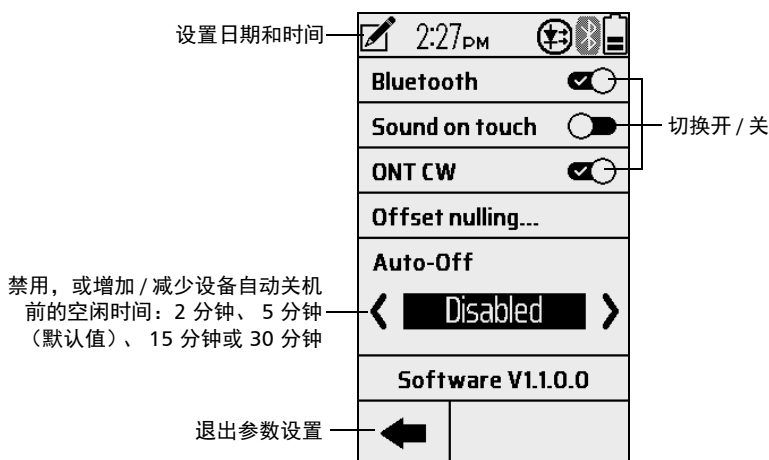 设置日期和时间
2:27PM
Bluetooth
Sound on touch
切换开 / 关
ONT CW
Offset nulling...
Auto-Off
禁用，或增加 / 减少设备自动关机
前的空闲时间：2 分钟、 5 分钟
（默认值）、 15 分钟或 30 分钟
Disabled
Software V1.1.0.0
退出参数设置